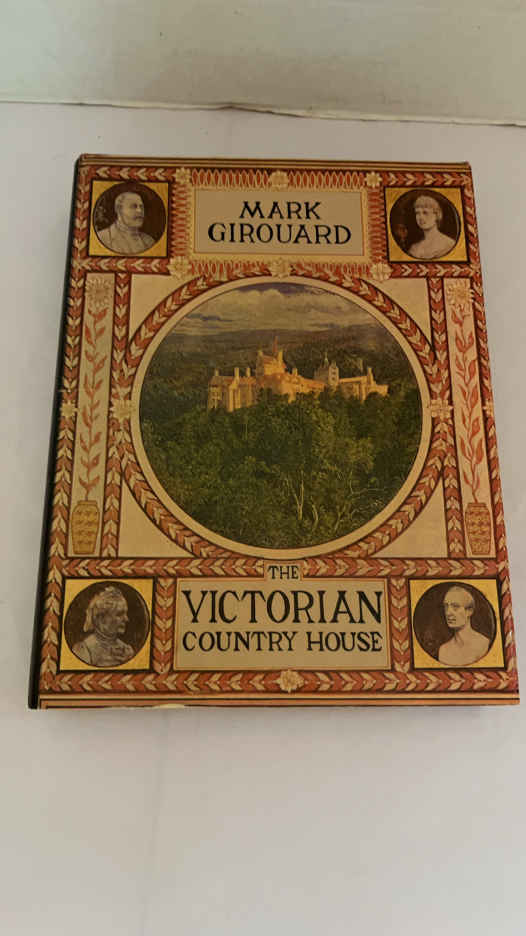 MARK
GIROUARD
THE
VICTORIAN
COUNTRY HOUSE